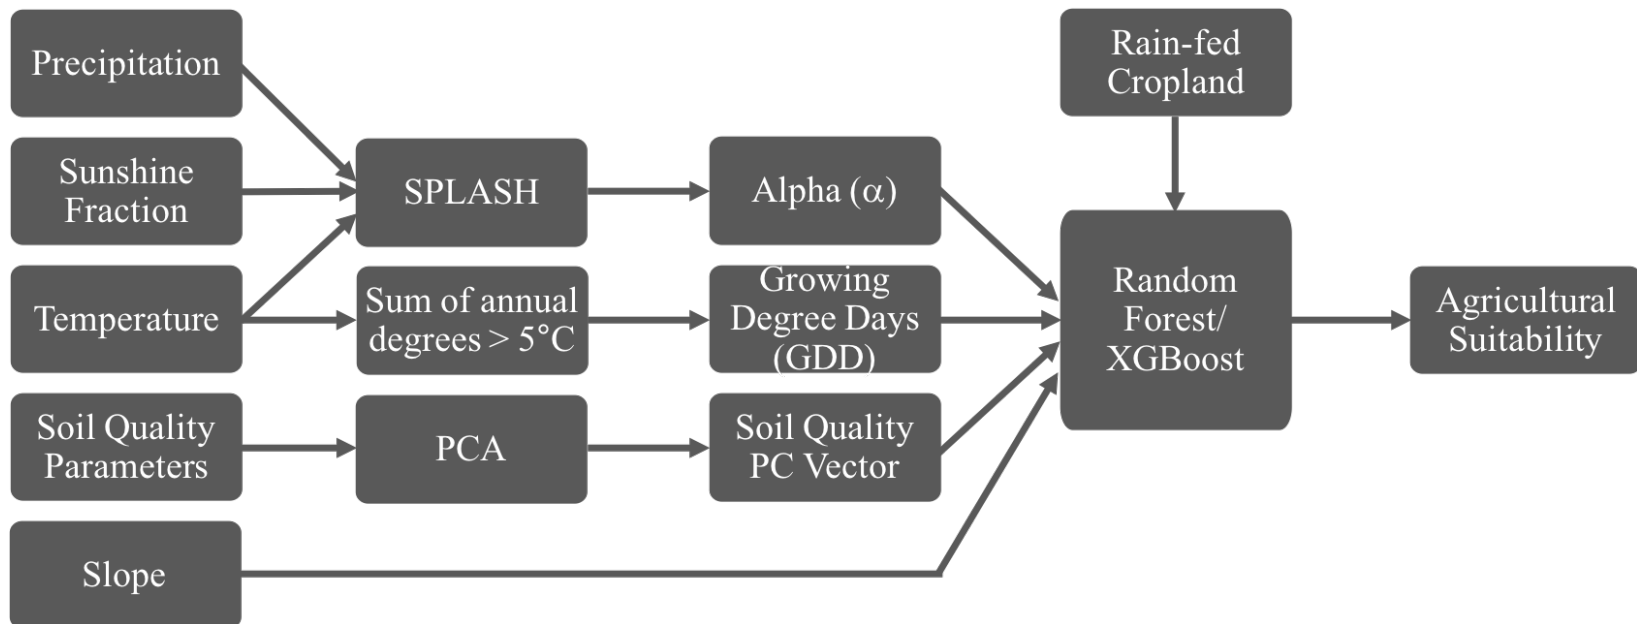 Precipitation
Sunshine
Fraction
Temperature
Soil Quality
Parameters
Slope
SPLASH
Sum of annual
degrees > 5°C
PCA
Alpha (α)
Growing
Degree Days
(GDD)
Soil Quality
PC Vector
Rain-fed
Cropland
Random
Forest/
XGBoost
Agricultural
Suitability